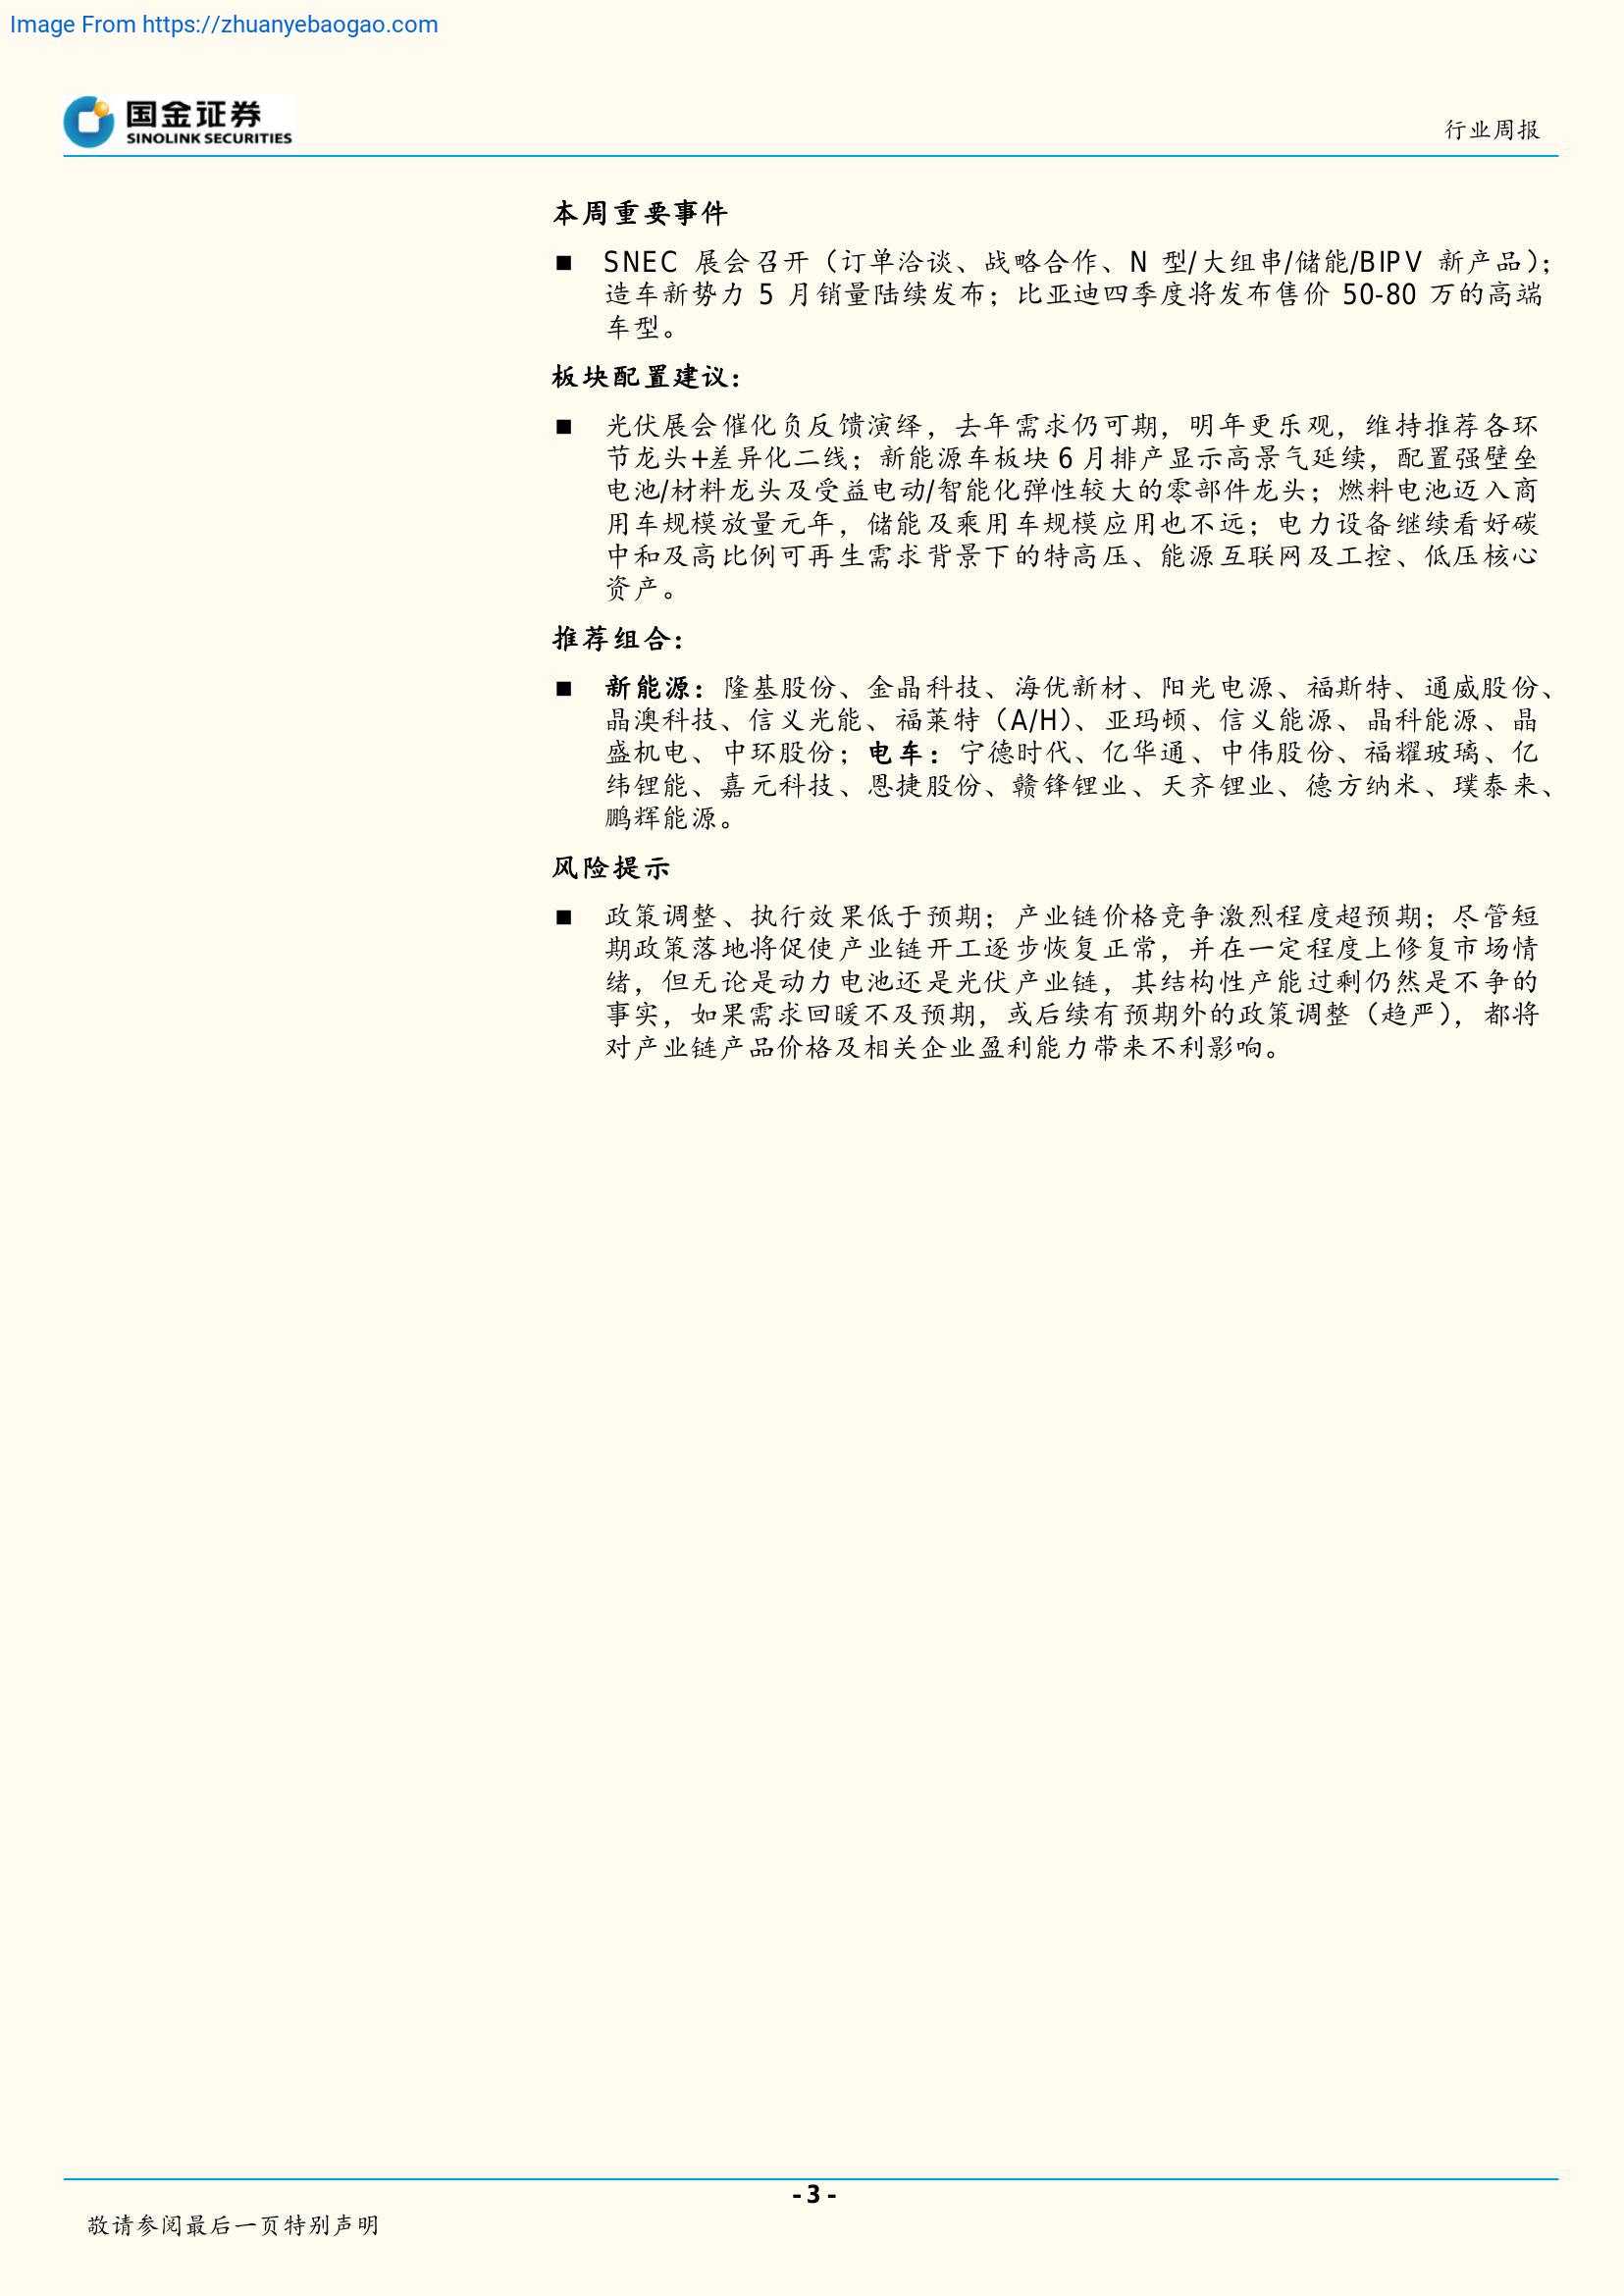 Image From https://zhuanyebaogao.com
国金证券
SINOLINK SECURITIES
行业周报
本周重要事件
■ SNEC 展会召开（订单洽谈、战略合作、N 型/大组串/储能/BIPV 新产品）；
造车新势力 5 月销量陆续发布；比亚迪四季度将发布售价 50-80 万的高端
车型。
板块配置建议：
■ 光伏展会催化负反馈演绎，去年需求仍可期，明年更乐观，维持推荐各环
节龙头+差异化二线；新能源车板块 6 月排产显示高景气延续，配置强壁垒
电池/材料龙头及受益电动/智能化弹性较大的零部件龙头；燃料电池迈入商
用车规模放量元年，储能及乘用车规模应用也不远；电力设备继续看好碳
中和及高比例可再生需求背景下的特高压、能源互联网及工控、低压核心
资产。
推荐组合：
■ 新能源：隆基股份、金晶科技、海优新材、阳光电源、福斯特、通威股份、
晶澳科技、信义光能、福莱特（A/H）、亚玛顿、信义能源、晶科能源、晶
盛机电、中环股份；电车：宁德时代、亿华通、中伟股份、福耀玻璃、亿
纬锂能、嘉元科技、恩捷股份、赣锋锂业、天齐锂业、德方纳米、璞泰来、
鹏辉能源。
风险提示
■ 政策调整、执行效果低于预期；产业链价格竞争激烈程度超预期；尽管短
期政策落地将促使产业链开工逐步恢复正常，并在一定程度上修复市场情
绪，但无论是动力电池还是光伏产业链，其结构性产能过剩仍然是不争的
事实，如果需求回暖不及预期，或后续有预期外的政策调整（趋严），都将
对产业链产品价格及相关企业盈利能力带来不利影响。
- 3 -
敬请参阅最后一页特别声明